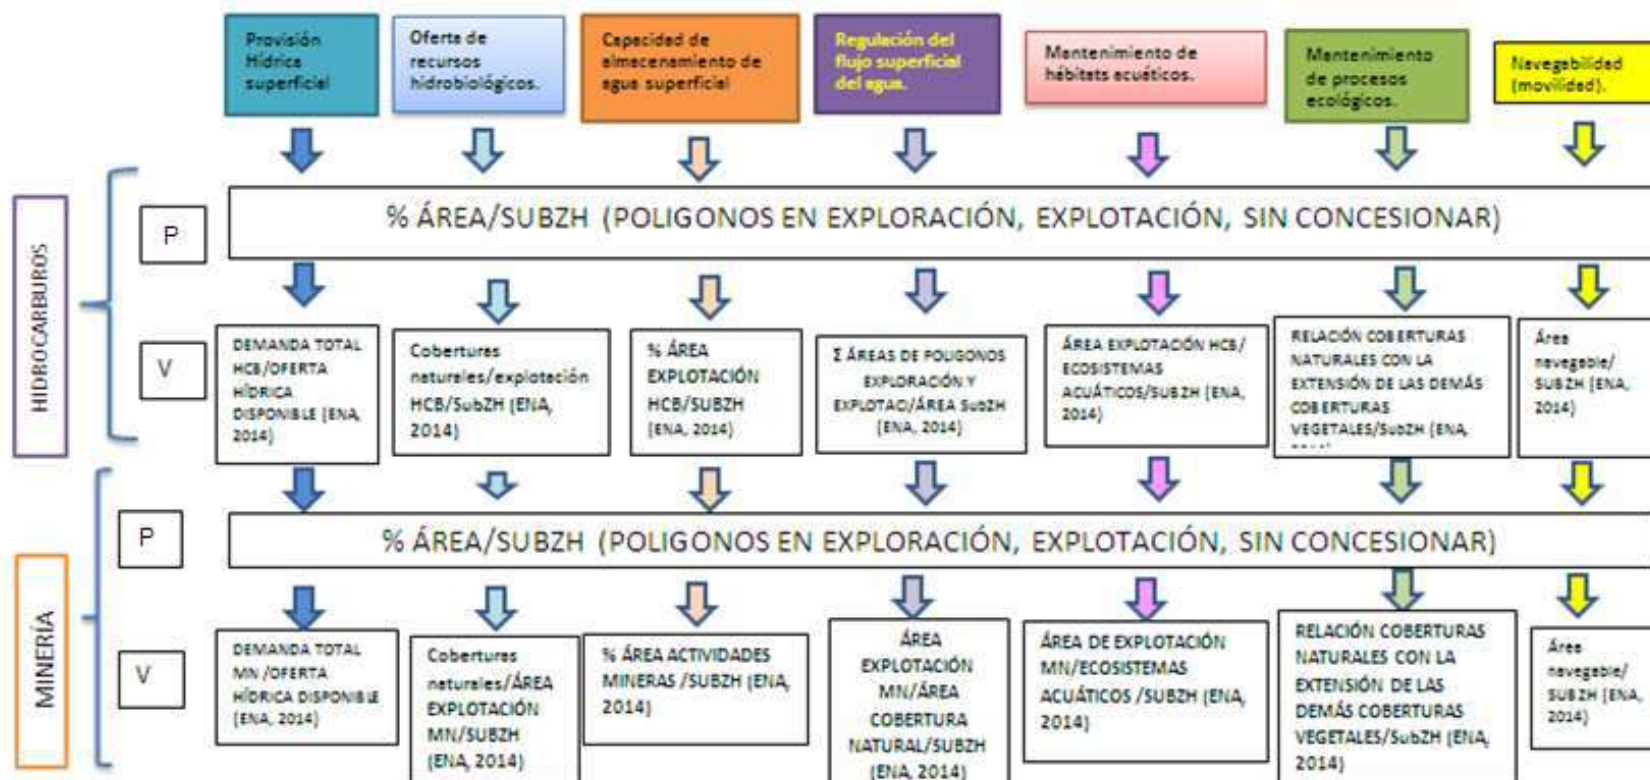 Provisión
Hídrica
superficial
Oferta de
recursos
hidrobiológicos.
Capacidad de
almacenamiento de
agua superficial
Regulación del
flujo superficial
del agua.
Mantenimiento de
hábitats acuáticos.
Mantenimiento
de procesos
ecológicos.
Navegabilidad
(movilidad).
HIDROCARBUROS
P
% ÁREA/SUBZH (POLIGONOS EN EXPLORACIÓN, EXPLOTACIÓN, SIN CONCESIONAR)
V
DEMANDA TOTAL
HCB/OFERTA
HÍDRICA
DISPONIBLE (ENA,
2014)
Coberturas
naturales/explotación
HCB/SubZH (ENA,
2014)
% ÁREA
EXPLOTACIÓN
HCB/SUBZH
(ENA, 2014)
Σ ÁREAS DE POLIGONOS
EXPLORACIÓN Y
EXPLOTACI/ÁREA SubZH
(ENA, 2014)
ÁREA EXPLOTACIÓN HCB/
ECOSISTEMAS
ACUÁTICOS/SUBZH (ENA,
2014)
RELACIÓN COBERTURAS
NATURALES CON LA
EXTENSIÓN DE LAS DEMÁS
COBERTURAS
VEGETALES/SubZH (ENA,
Área
navegable/
SUBZH (ENA,
2014)
MINERÍA
P
% ÁREA/SUBZH (POLIGONOS EN EXPLORACIÓN, EXPLOTACIÓN, SIN CONCESIONAR)
V
DEMANDA TOTAL
MN /OFERTA
HÍDRICA DISPONIBLE
(ENA, 2014)
Coberturas
naturales/ÁREA
EXPLOTACIÓN
MN/SUBZH
(ENA, 2014)
% ÁREA ACTIVIDADES
MINERAS /SUBZH (ENA,
2014)
ÁREA
EXPLOTACIÓN
MN/ÁREA
COBERTURA
NATURAL/SUBZH
(ENA, 2014)
ÁREA DE EXPLOTACIÓN
MN/ECOSISTEMAS
ACUÁTICOS /SUBZH (ENA,
2014)
RELACIÓN COBERTURAS
NATURALES CON LA
EXTENSIÓN DE LAS
DEMÁS COBERTURAS
VEGETALES/SubZH (ENA,
2014)
Área
navegable/
SUBZH (ENA,
2014)